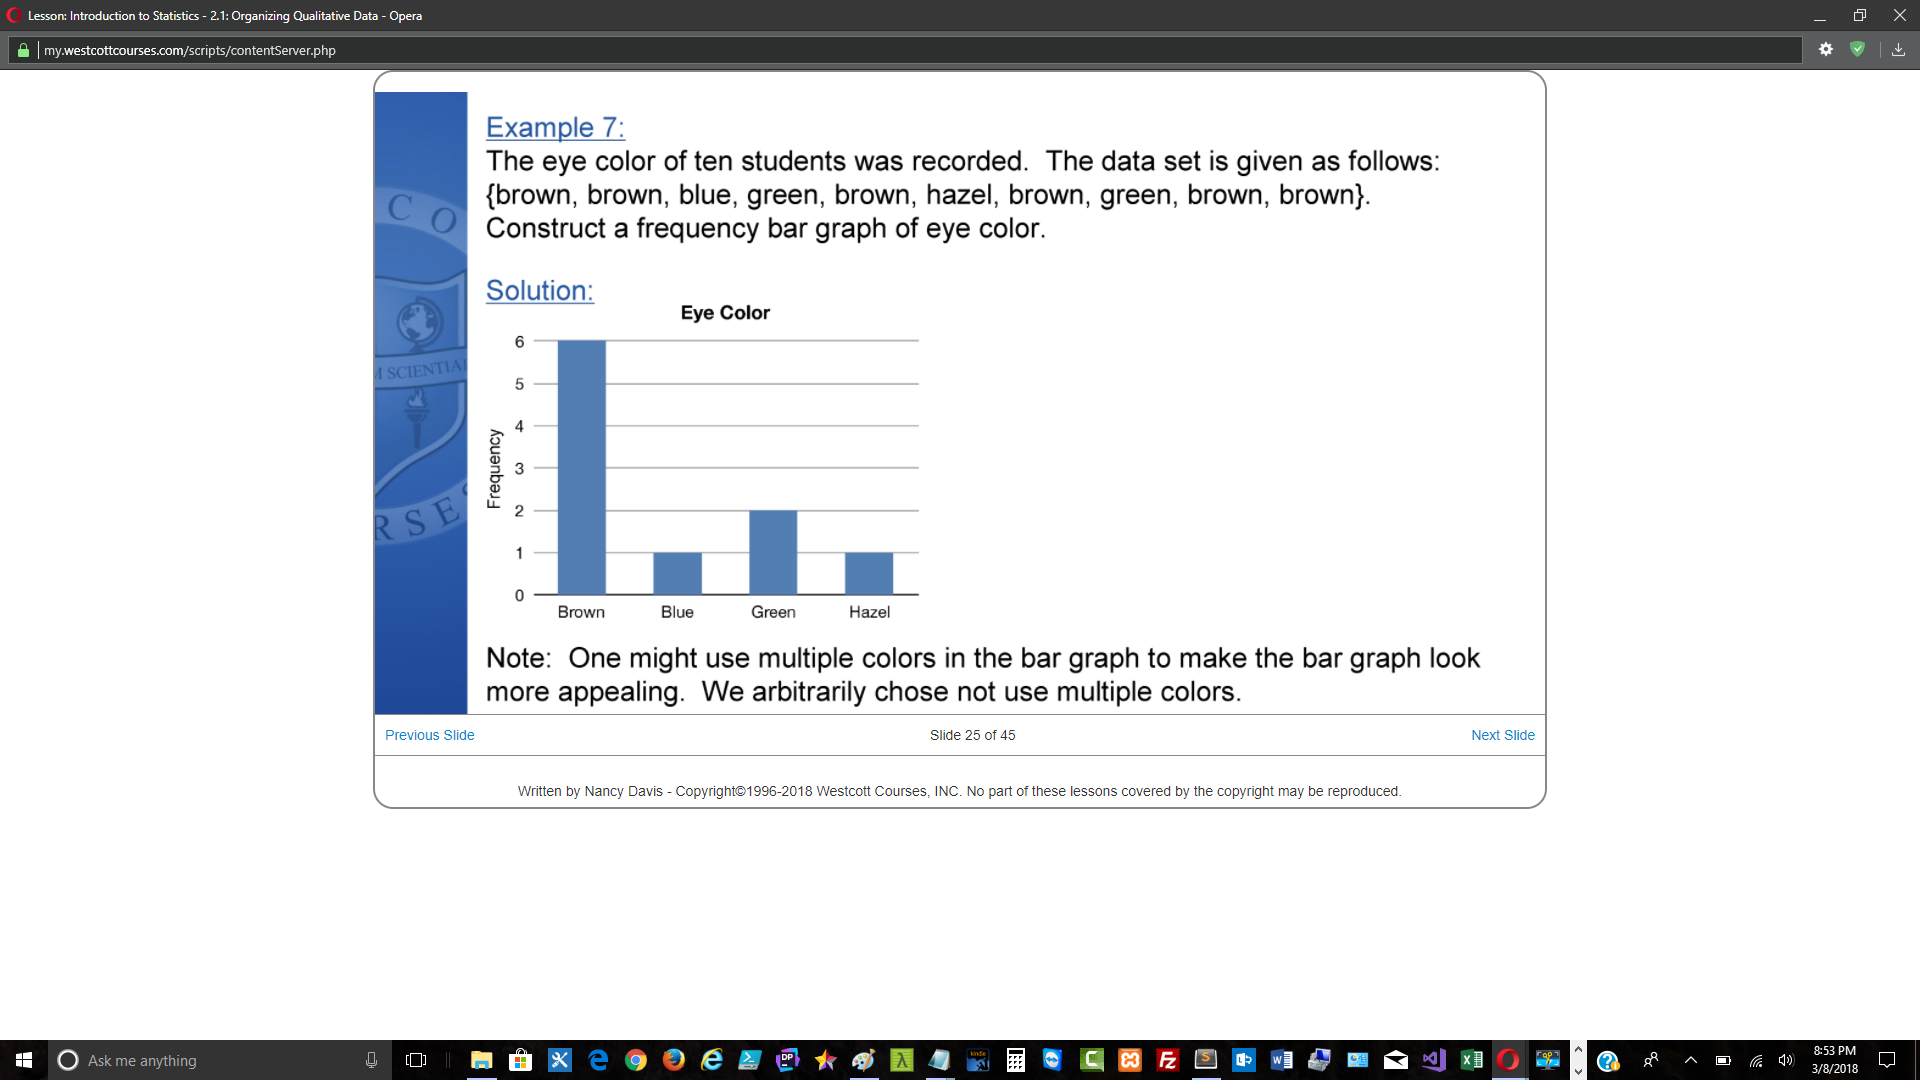 Lesson: Introduction to Statistics - 2.1: Organizing Qualitative Data - Opera
my.westcottcourses.com/scripts/contentServer.php
Example 7:
The eye color of ten students was recorded.  The data set is given as follows:
{brown, brown, blue, green, brown, hazel, brown, green, brown, brown}.
Construct a frequency bar graph of eye color.
Solution:
Eye Color
6
5
4
3
2
1
0
Frequency
Brown Blue Green Hazel
Note:  One might use multiple colors in the bar graph to make the bar graph look
more appealing.  We arbitrarily chose not use multiple colors.
C O
M SCIENTIA
R S E S
Previous Slide Slide 25 of 45 Next Slide
Written by Nancy Davis - Copyright©1996-2018 Westcott Courses, INC. No part of these lessons covered by the copyright may be reproduced.
Ask me anything
DP
kindle
8:53 PM
3/8/2018